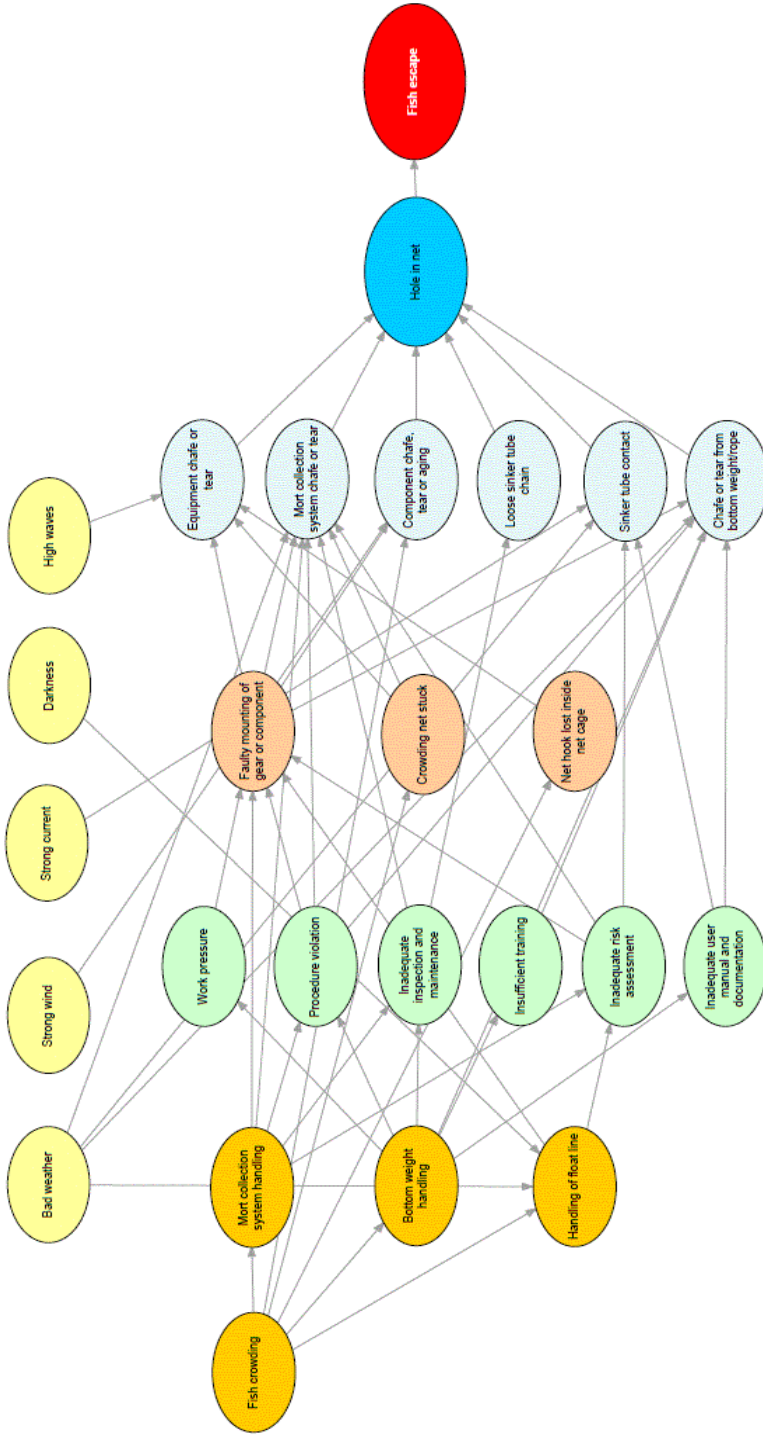 Fish escape
Hole in net
Equipment chafe or
tear
Mort collection
system chafe or tear
Component chafe,
tear or aging
Loose sinker tube
chain
Sinker tube contact
Chafe or tear from
bottom weight/rope
High waves
Darkness
Strong current
Strong wind
Bad weather
Faulty mounting of
gear or component
Crowding net stuck
Net hook lost inside
net cage
Work pressure
Procedure violation
Inadequate
inspection and
maintenance
Insufficient training
Inadequate risk
assessment
Inadequate user
manual and
documentation
Mort collection
system handling
Bottom weight
handling
Handling of float line
Fish crowding